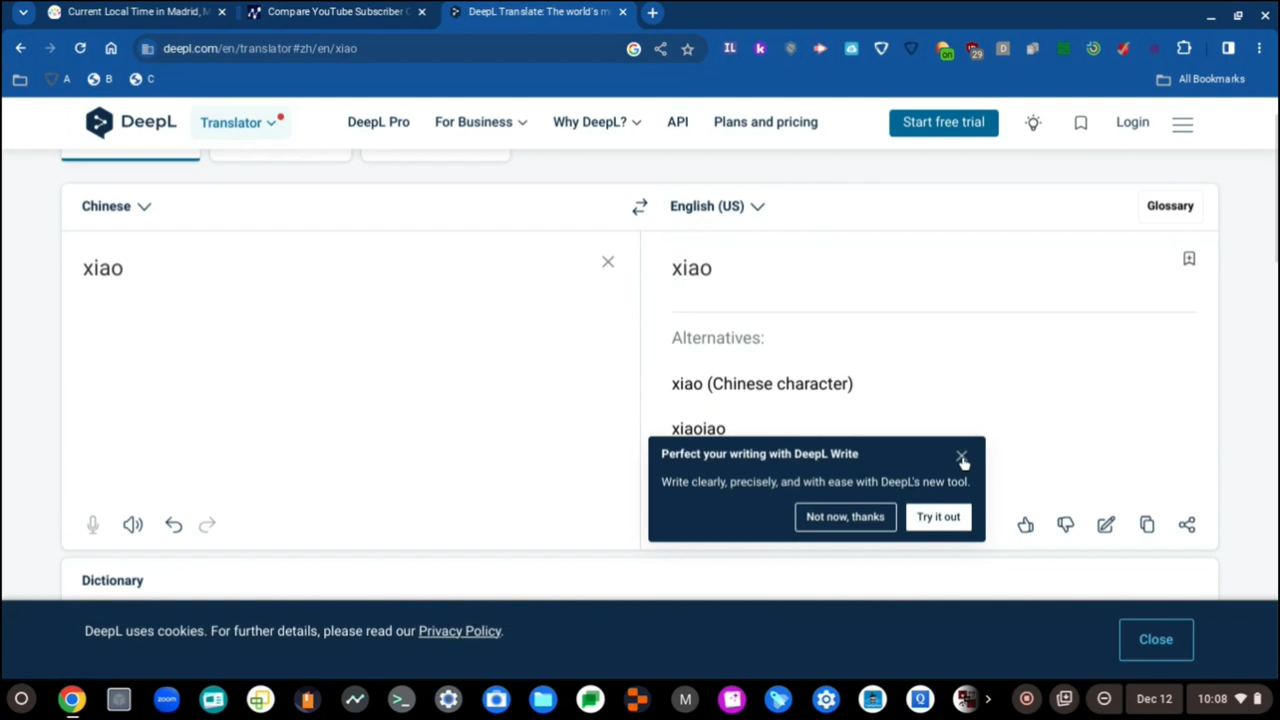 Current Local Time in Madrid, M
Compare YouTube Subscriber C
DeepL Translate: The world's m
deepl.com/en/translator#zh/en/xiao
A
B
C
All Bookmarks
DeepL
Translator
DeepL Pro
For Business
Why DeepL?
API
Plans and pricing
Start free trial
Login
Chinese
English (US)
Glossary
xiao
xiao
Alternatives:
xiao (Chinese character)
xiaoiao
Perfect your writing with DeepL Write
Write clearly, precisely, and with ease with DeepL's new tool.
Not now, thanks
Try it out
Dictionary
DeepL uses cookies. For further details, please read our Privacy Policy.
Close
zoom
M
Q
Dec 12
10:08
IL
k
on
29
D